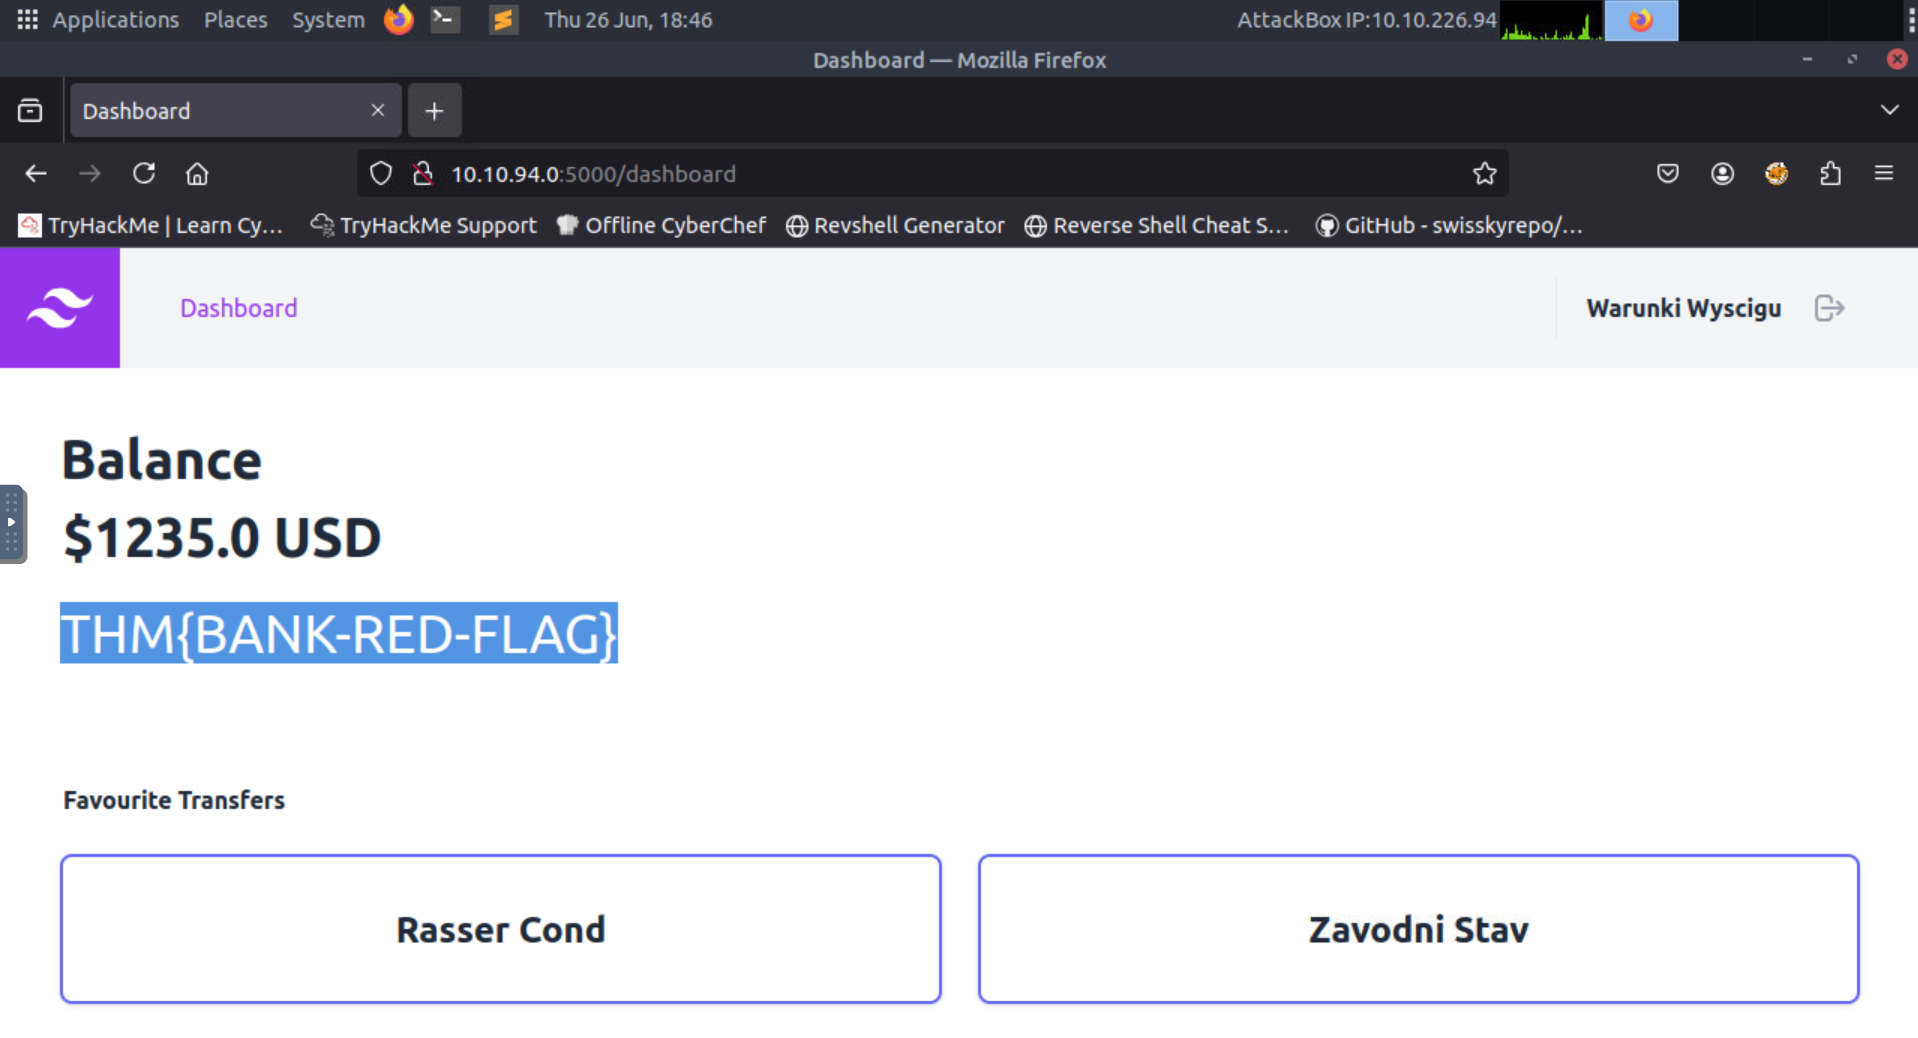 Applications Places System Thu 26 Jun, 18:46 AttackBox IP:10.10.226.94
Dashboard — Mozilla Firefox
Dashboard
10.10.94.0:5000/dashboard
TryHackMe | Learn Cy... TryHackMe Support Offline CyberChef Revshell Generator Reverse Shell Cheat S... GitHub - swisskyrepo/...
Dashboard Warunki Wyscigu
Balance
$1235.0 USD
THM{BANK-RED-FLAG}
Favourite Transfers
Rasser Cond Zavodni Stav